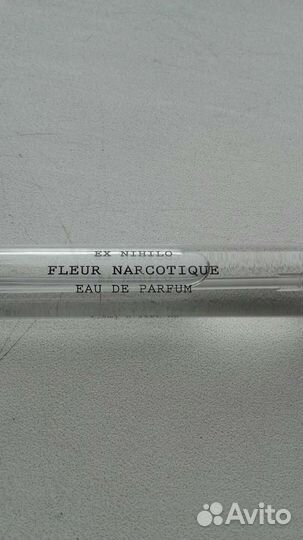 EX NIHILO
FLEUR NARCOTIQUE
EAU DE PARFUM
Avito